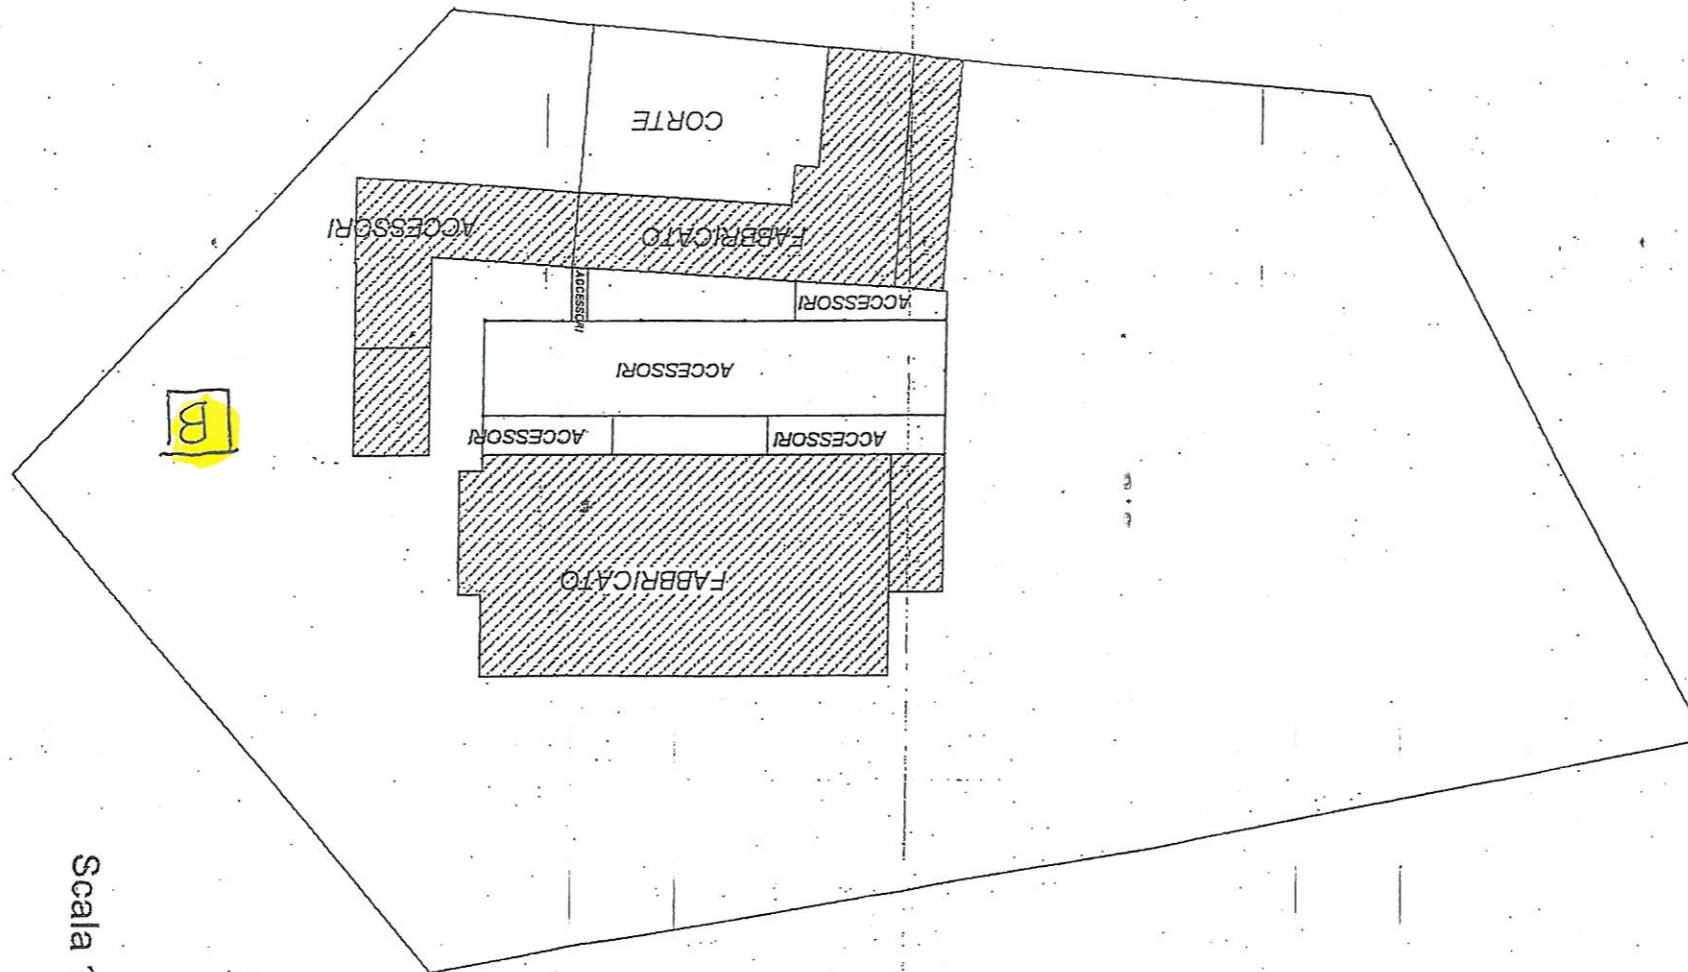 CORTE
ACCESSORI
FABBRICATO
ACCESSORI
ACCESSORI
ACCESSORI
ACCESSORI
ACCESSORI
FABBRICATO
B
Scala